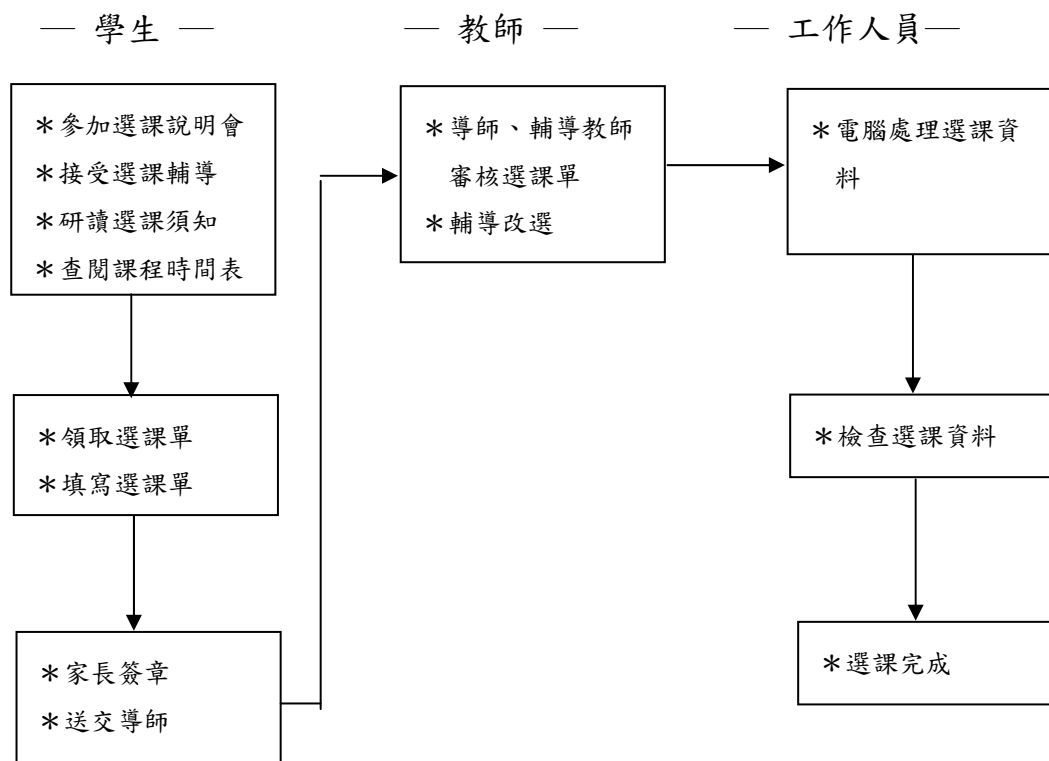 — 學生 —
＊參加選課說明會
＊接受選課輔導
＊研讀選課須知
＊查閱課程時間表
＊領取選課單
＊填寫選課單
＊家長簽章
＊送交導師
— 教師 —
＊導師、輔導教師
審核選課單
＊輔導改選
— 工作人員—
＊電腦處理選課資
料
＊檢查選課資料
＊選課完成